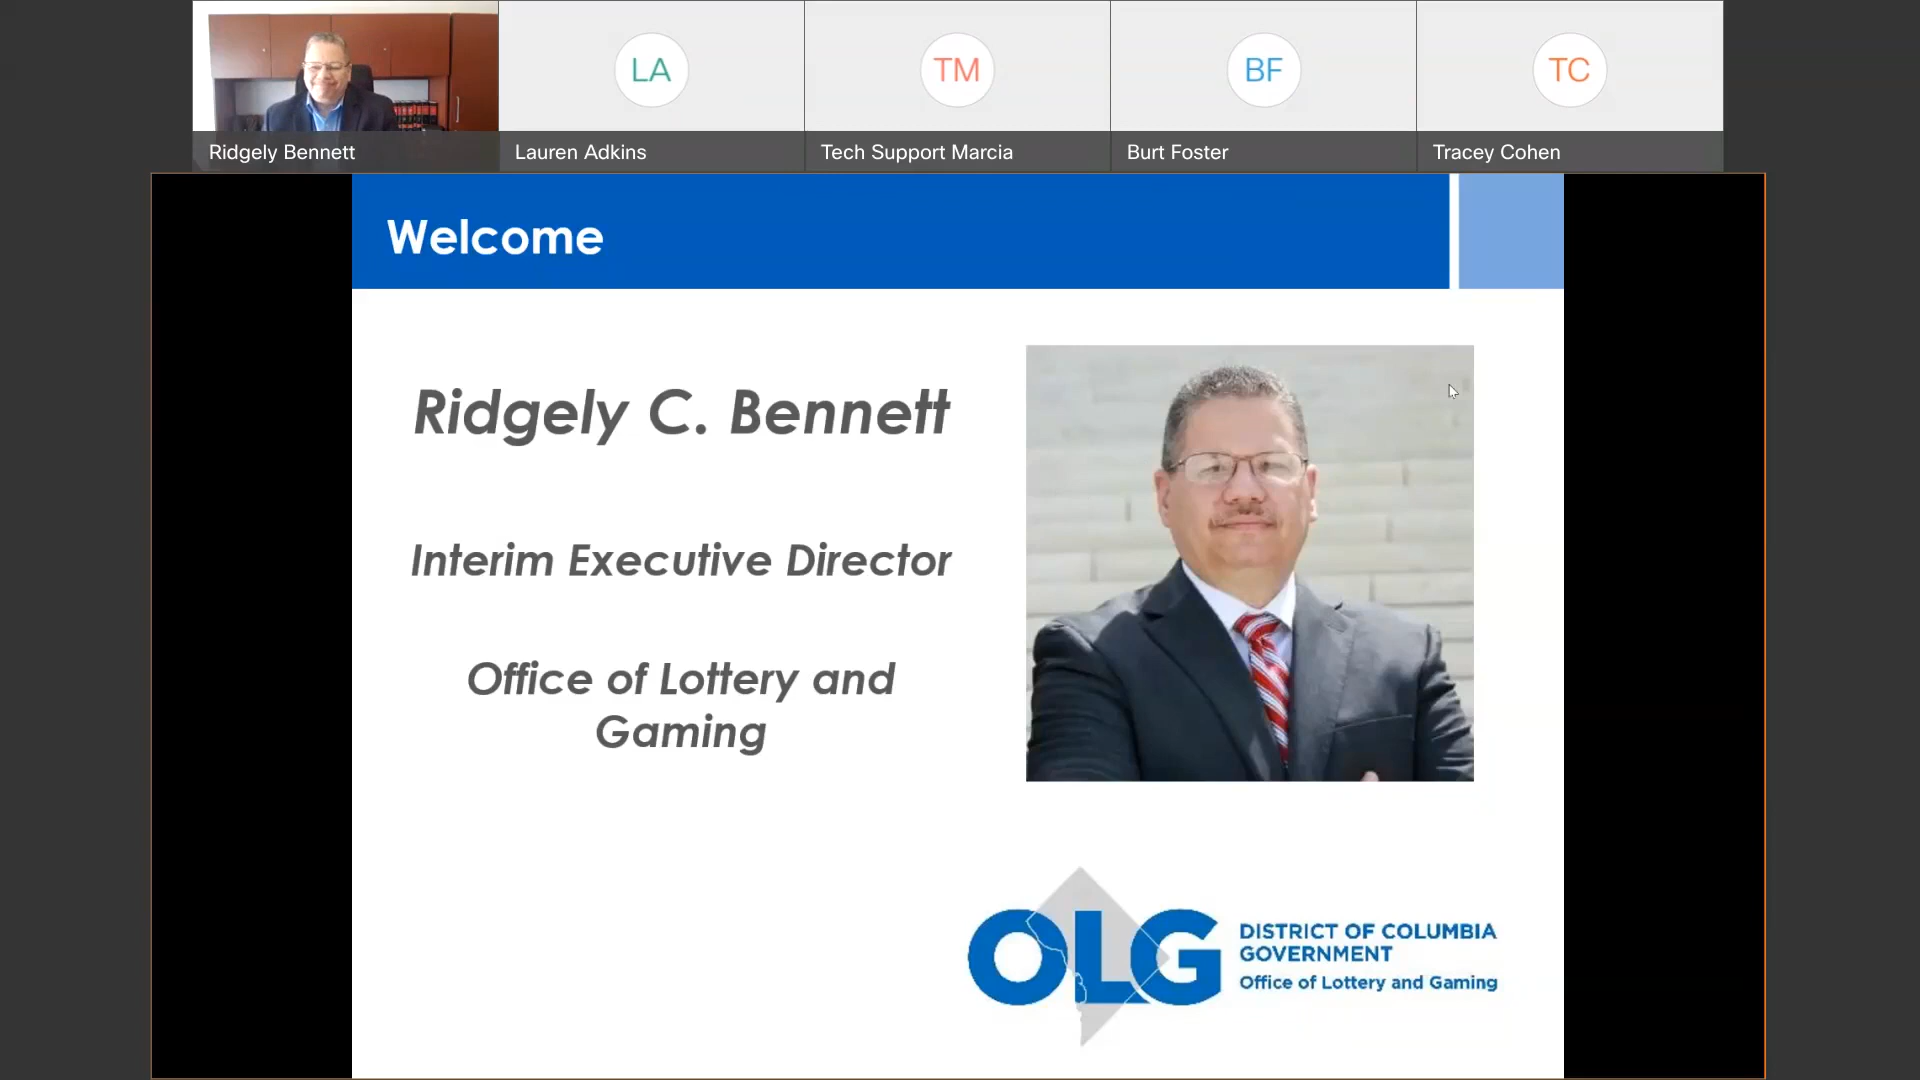 LA
TM
BF
TC
Ridgely Bennett
Lauren Adkins
Tech Support Marcia
Burt Foster
Tracey Cohen
Welcome
Ridgely C. Bennett
Interim Executive Director
Office of Lottery and
Gaming
OLG
DISTRICT OF COLUMBIA
GOVERNMENT
Office of Lottery and Gaming